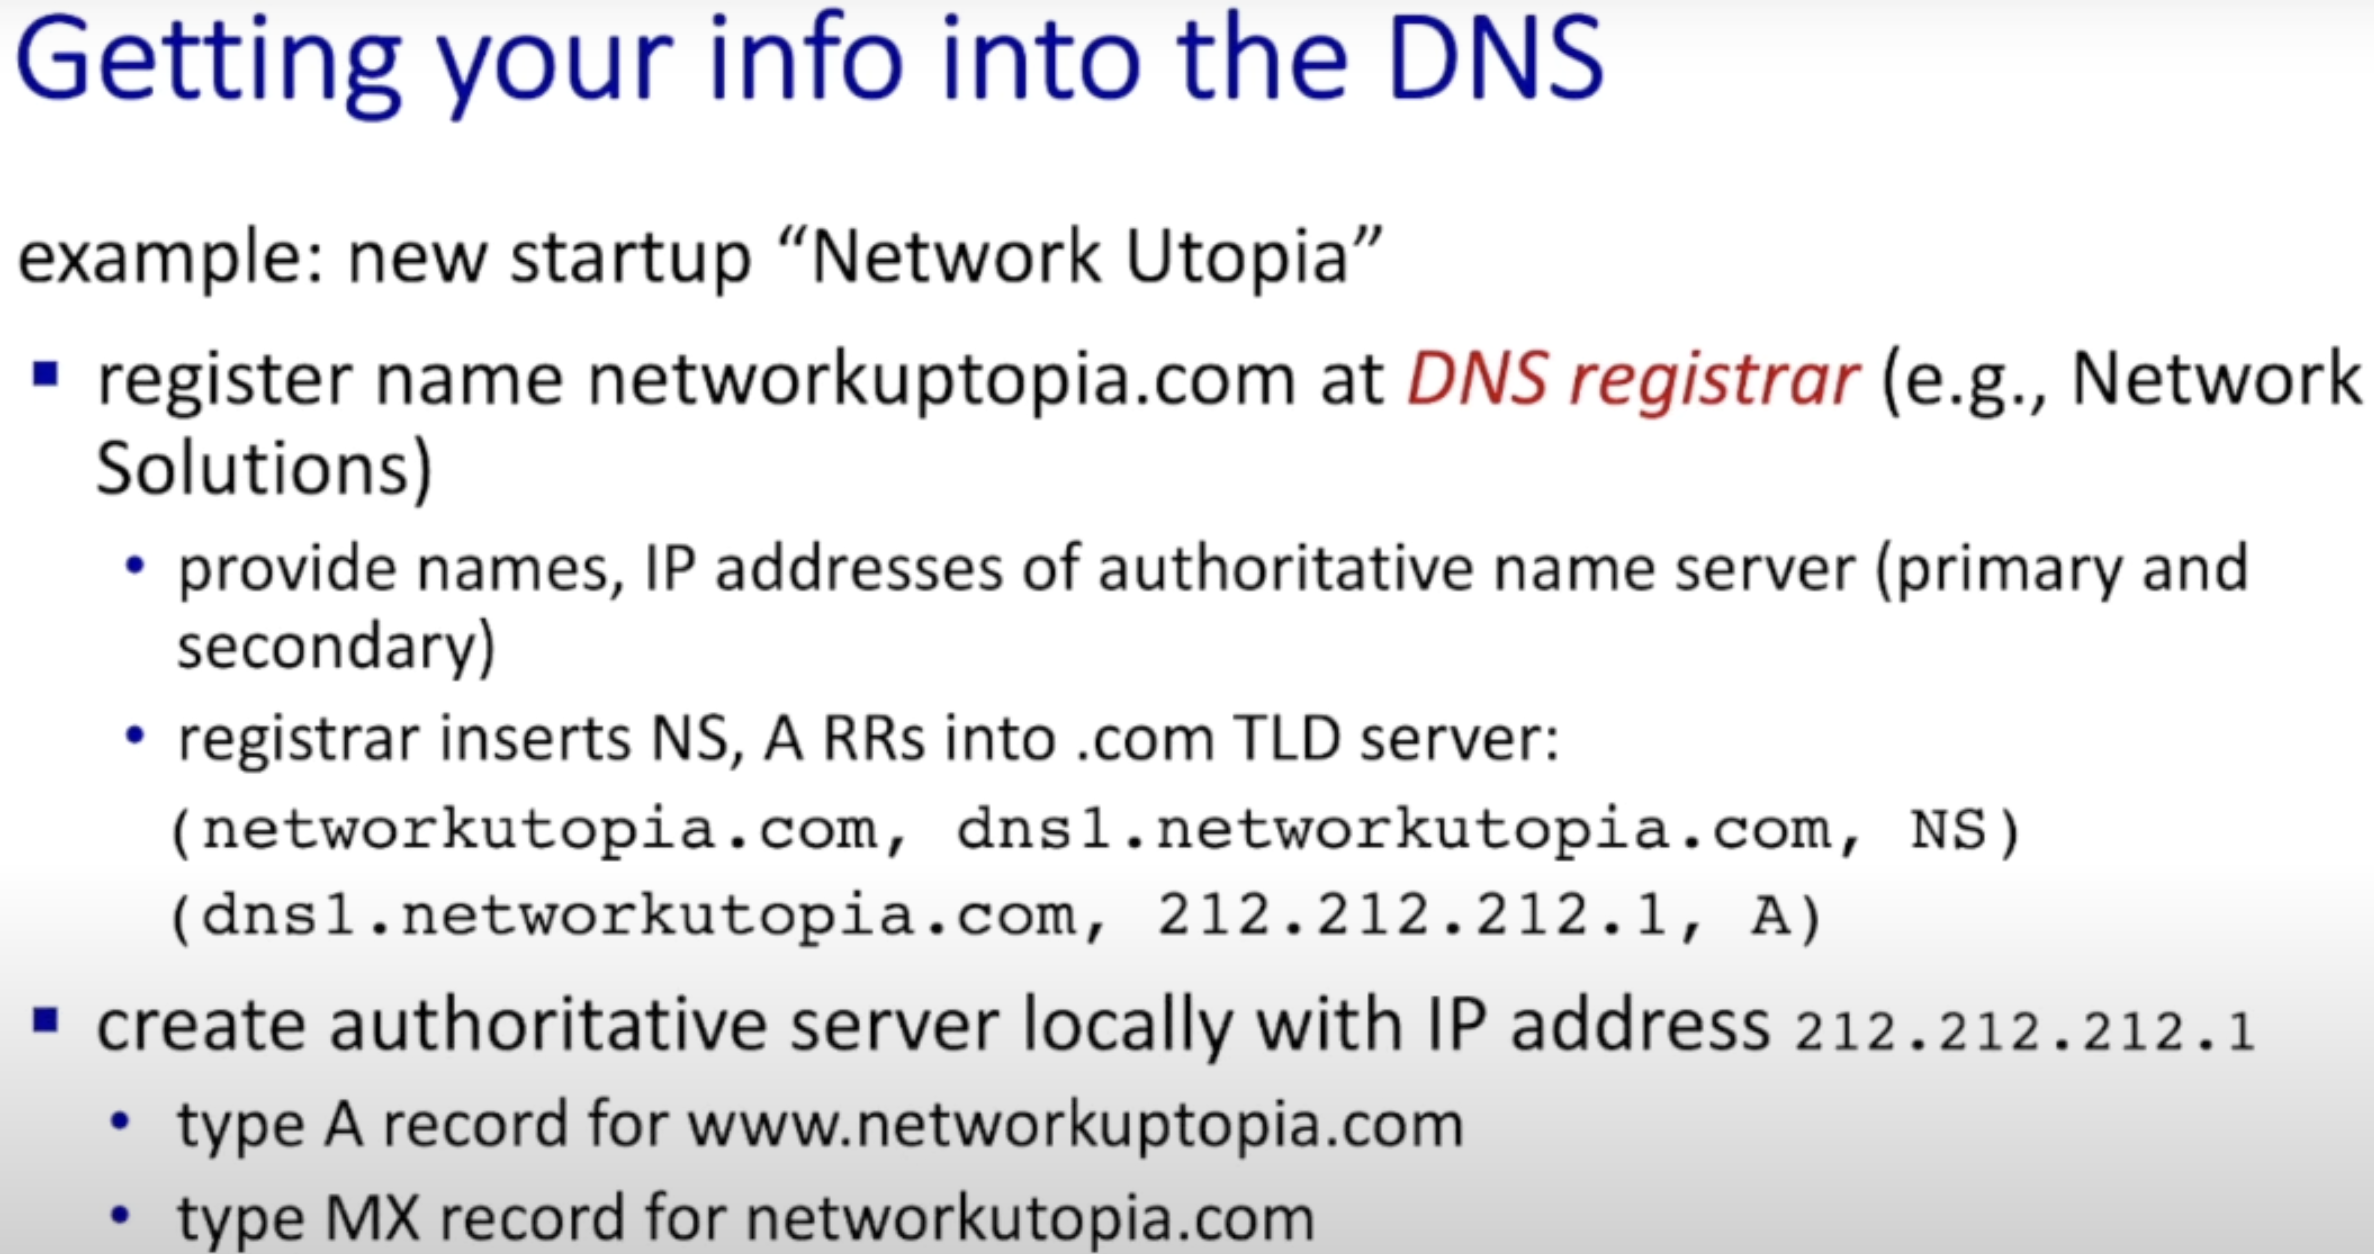 Getting your info into the DNS
example: new startup “Network Utopia”
▪ register name networkuptopia.com at DNS registrar (e.g., Network
Solutions)
• provide names, IP addresses of authoritative name server (primary and
secondary)
• registrar inserts NS, A RRs into .com TLD server:
(networkutopia.com, dns1.networkutopia.com, NS)
(dns1.networkutopia.com, 212.212.212.1, A)
▪ create authoritative server locally with IP address 212.212.212.1
• type A record for www.networkuptopia.com
• type MX record for networkutopia.com